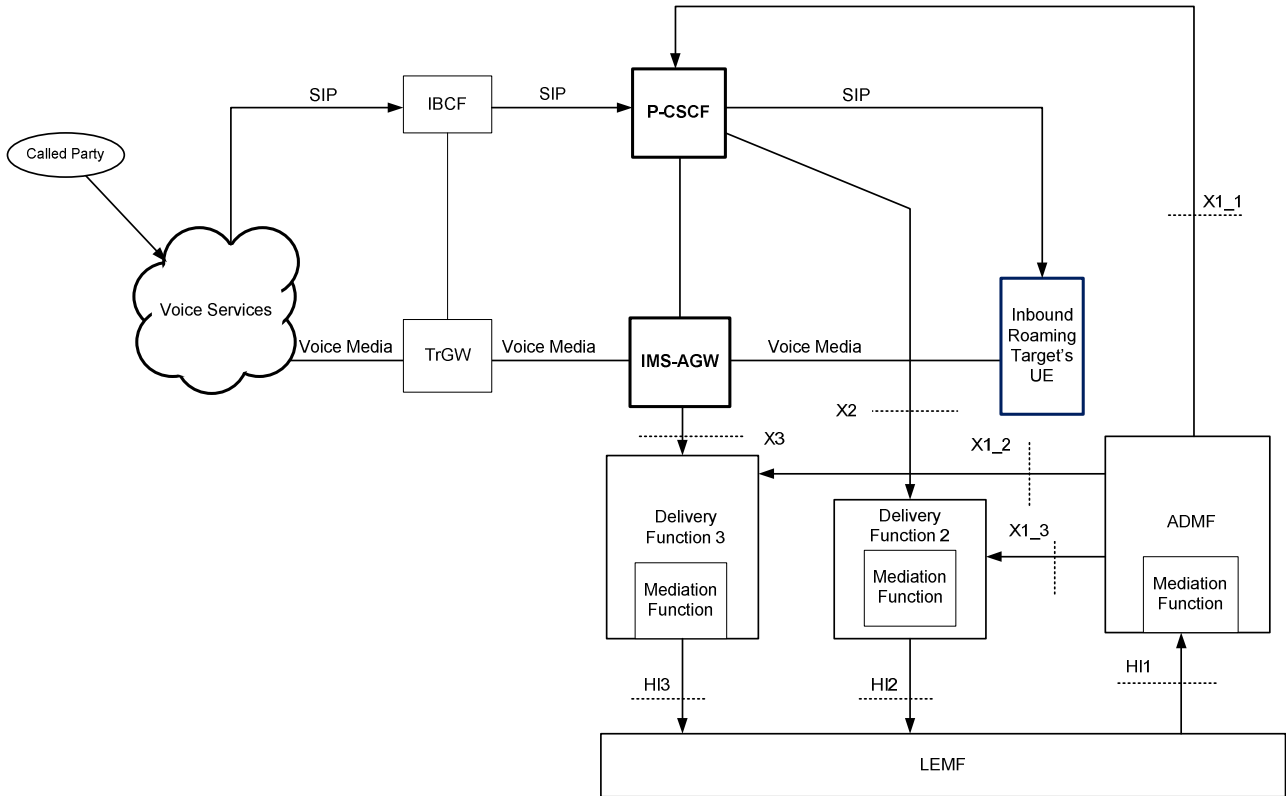 SIP
IBCF
SIP
P-CSCF
SIP
Called Party
X1_1
Voice Services
Voice Media
TrGW
Voice Media
IMS-AGW
Voice Media
Inbound
Roaming
Target's
UE
X2
X3
X1_2
Delivery
Function 3
Mediation
Function
Delivery
Function 2
Mediation
Function
X1_3
ADMF
Mediation
Function
HI3
HI2
HI1
LEMF